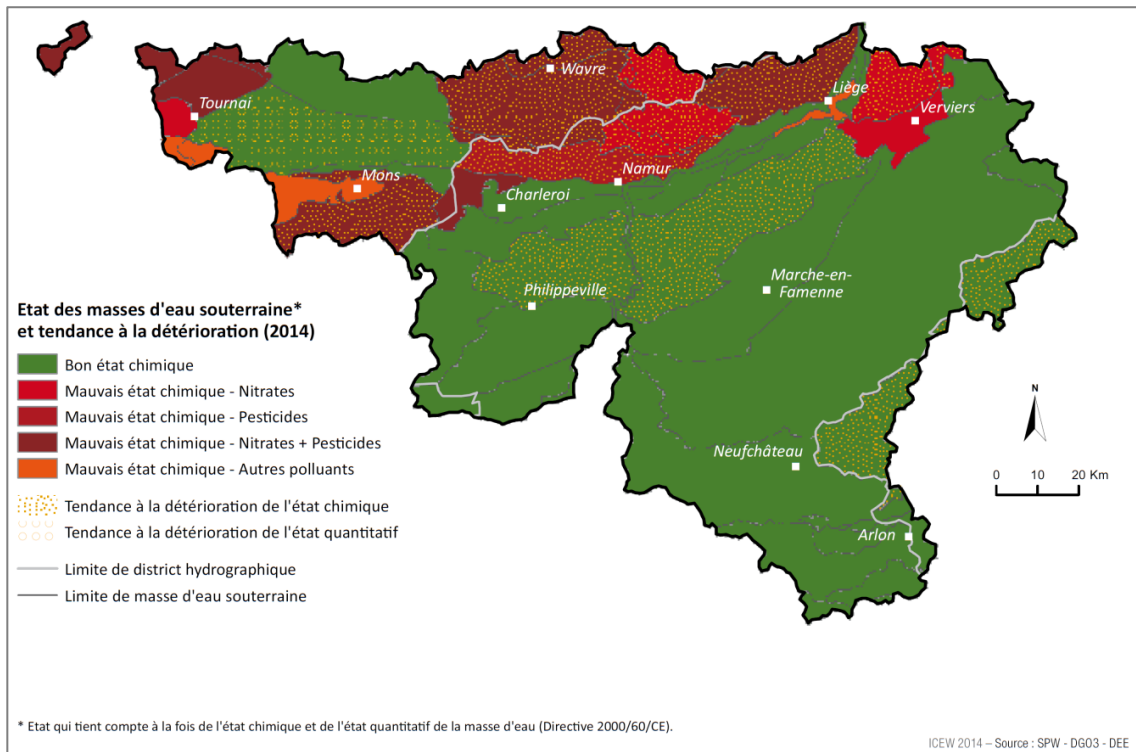 Wavre
Tournai
Liège
Verviers
Mons
Namur
Charleroi
Marche-en-
Famenne
Philippeville
Neufchâteau
Arlon
Etat des masses d'eau souterraine*
et tendance à la détérioration (2014)
Bon état chimique
Mauvais état chimique - Nitrates
Mauvais état chimique - Pesticides
Mauvais état chimique - Nitrates + Pesticides
Mauvais état chimique - Autres polluants
Tendance à la détérioration de l'état chimique
Tendance à la détérioration de l'état quantitatif
Limite de district hydrographique
Limite de masse d'eau souterraine
N
0 10 20 Km
* Etat qui tient compte à la fois de l'état chimique et de l'état quantitatif de la masse d'eau (Directive 2000/60/CE).
ICEW 2014 – Source : SPW - DGO3 - DEE